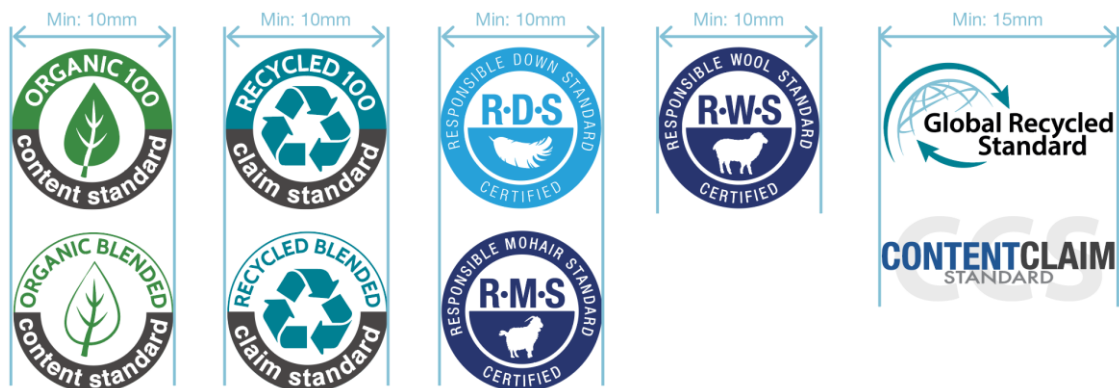 Min: 10mm
Min: 10mm
Min: 10mm
Min: 10mm
Min: 15mm
ORGANIC 100
content standard
RECYCLED 100
claim standard
RESPONSIBLE DOWN STANDARD
R·D·S
CERTIFIED
RESPONSIBLE WOOL STANDARD
R·W·S
CERTIFIED
Global Recycled
Standard
ORGANIC BLENDED
content standard
RECYCLED BLENDED
claim standard
RESPONSIBLE MOHAIR STANDARD
R·M·S
CERTIFIED
CCS
CONTENTCLAIM
STANDARD